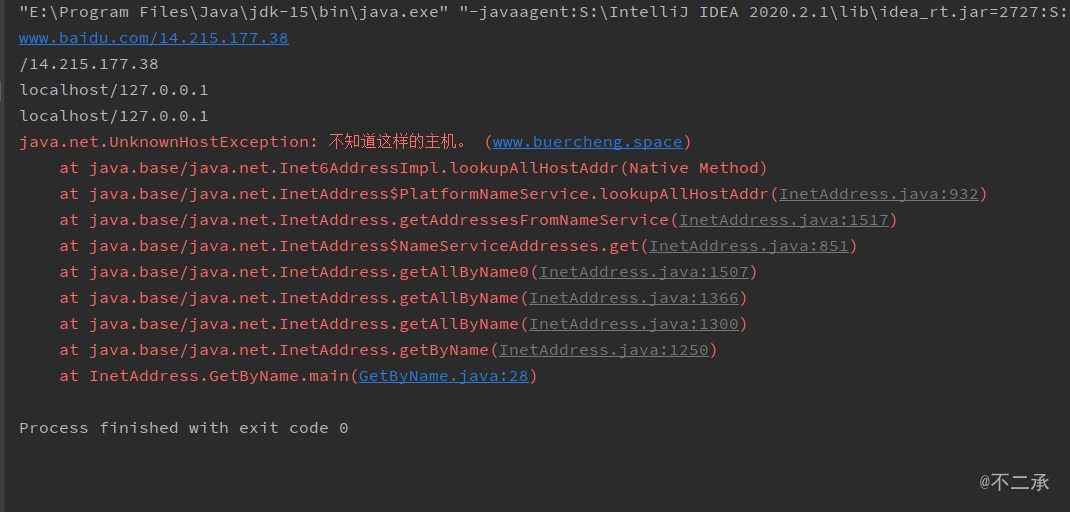 "E:\Program Files\Java\jdk-15\bin\java.exe" "-javaagent:S:\IntelliJ IDEA 2020.2.1\lib\idea_rt.jar=2727:S:
www.baidu.com/14.215.177.38
/14.215.177.38
localhost/127.0.0.1
localhost/127.0.0.1
java.net.UnknownHostException: 不知道这样的主机。 (www.buercheng.space)
    at java.base/java.net.Inet6AddressImpl.lookupAllHostAddr(Native Method)
    at java.base/java.net.InetAddress$PlatformNameService.lookupAllHostAddr(InetAddress.java:932)
    at java.base/java.net.InetAddress.getAddressesFromNameService(InetAddress.java:1517)
    at java.base/java.net.InetAddress$NameServiceAddresses.get(InetAddress.java:851)
    at java.base/java.net.InetAddress.getAllByName0(InetAddress.java:1507)
    at java.base/java.net.InetAddress.getAllByName(InetAddress.java:1366)
    at java.base/java.net.InetAddress.getAllByName(InetAddress.java:1300)
    at java.base/java.net.InetAddress.getByName(InetAddress.java:1250)
    at InetAddress.GetByName.main(GetByName.java:28)
Process finished with exit code 0
@不二承